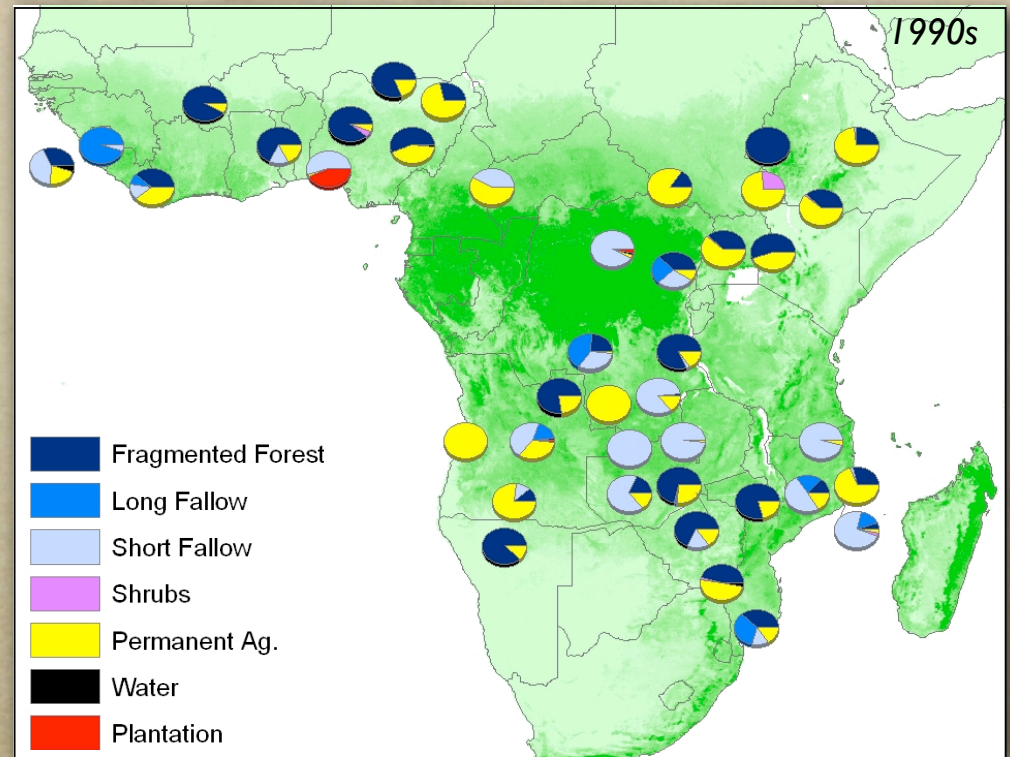 1990s
Fragmented Forest
Long Fallow
Short Fallow
Shrubs
Permanent Ag.
Water
Plantation